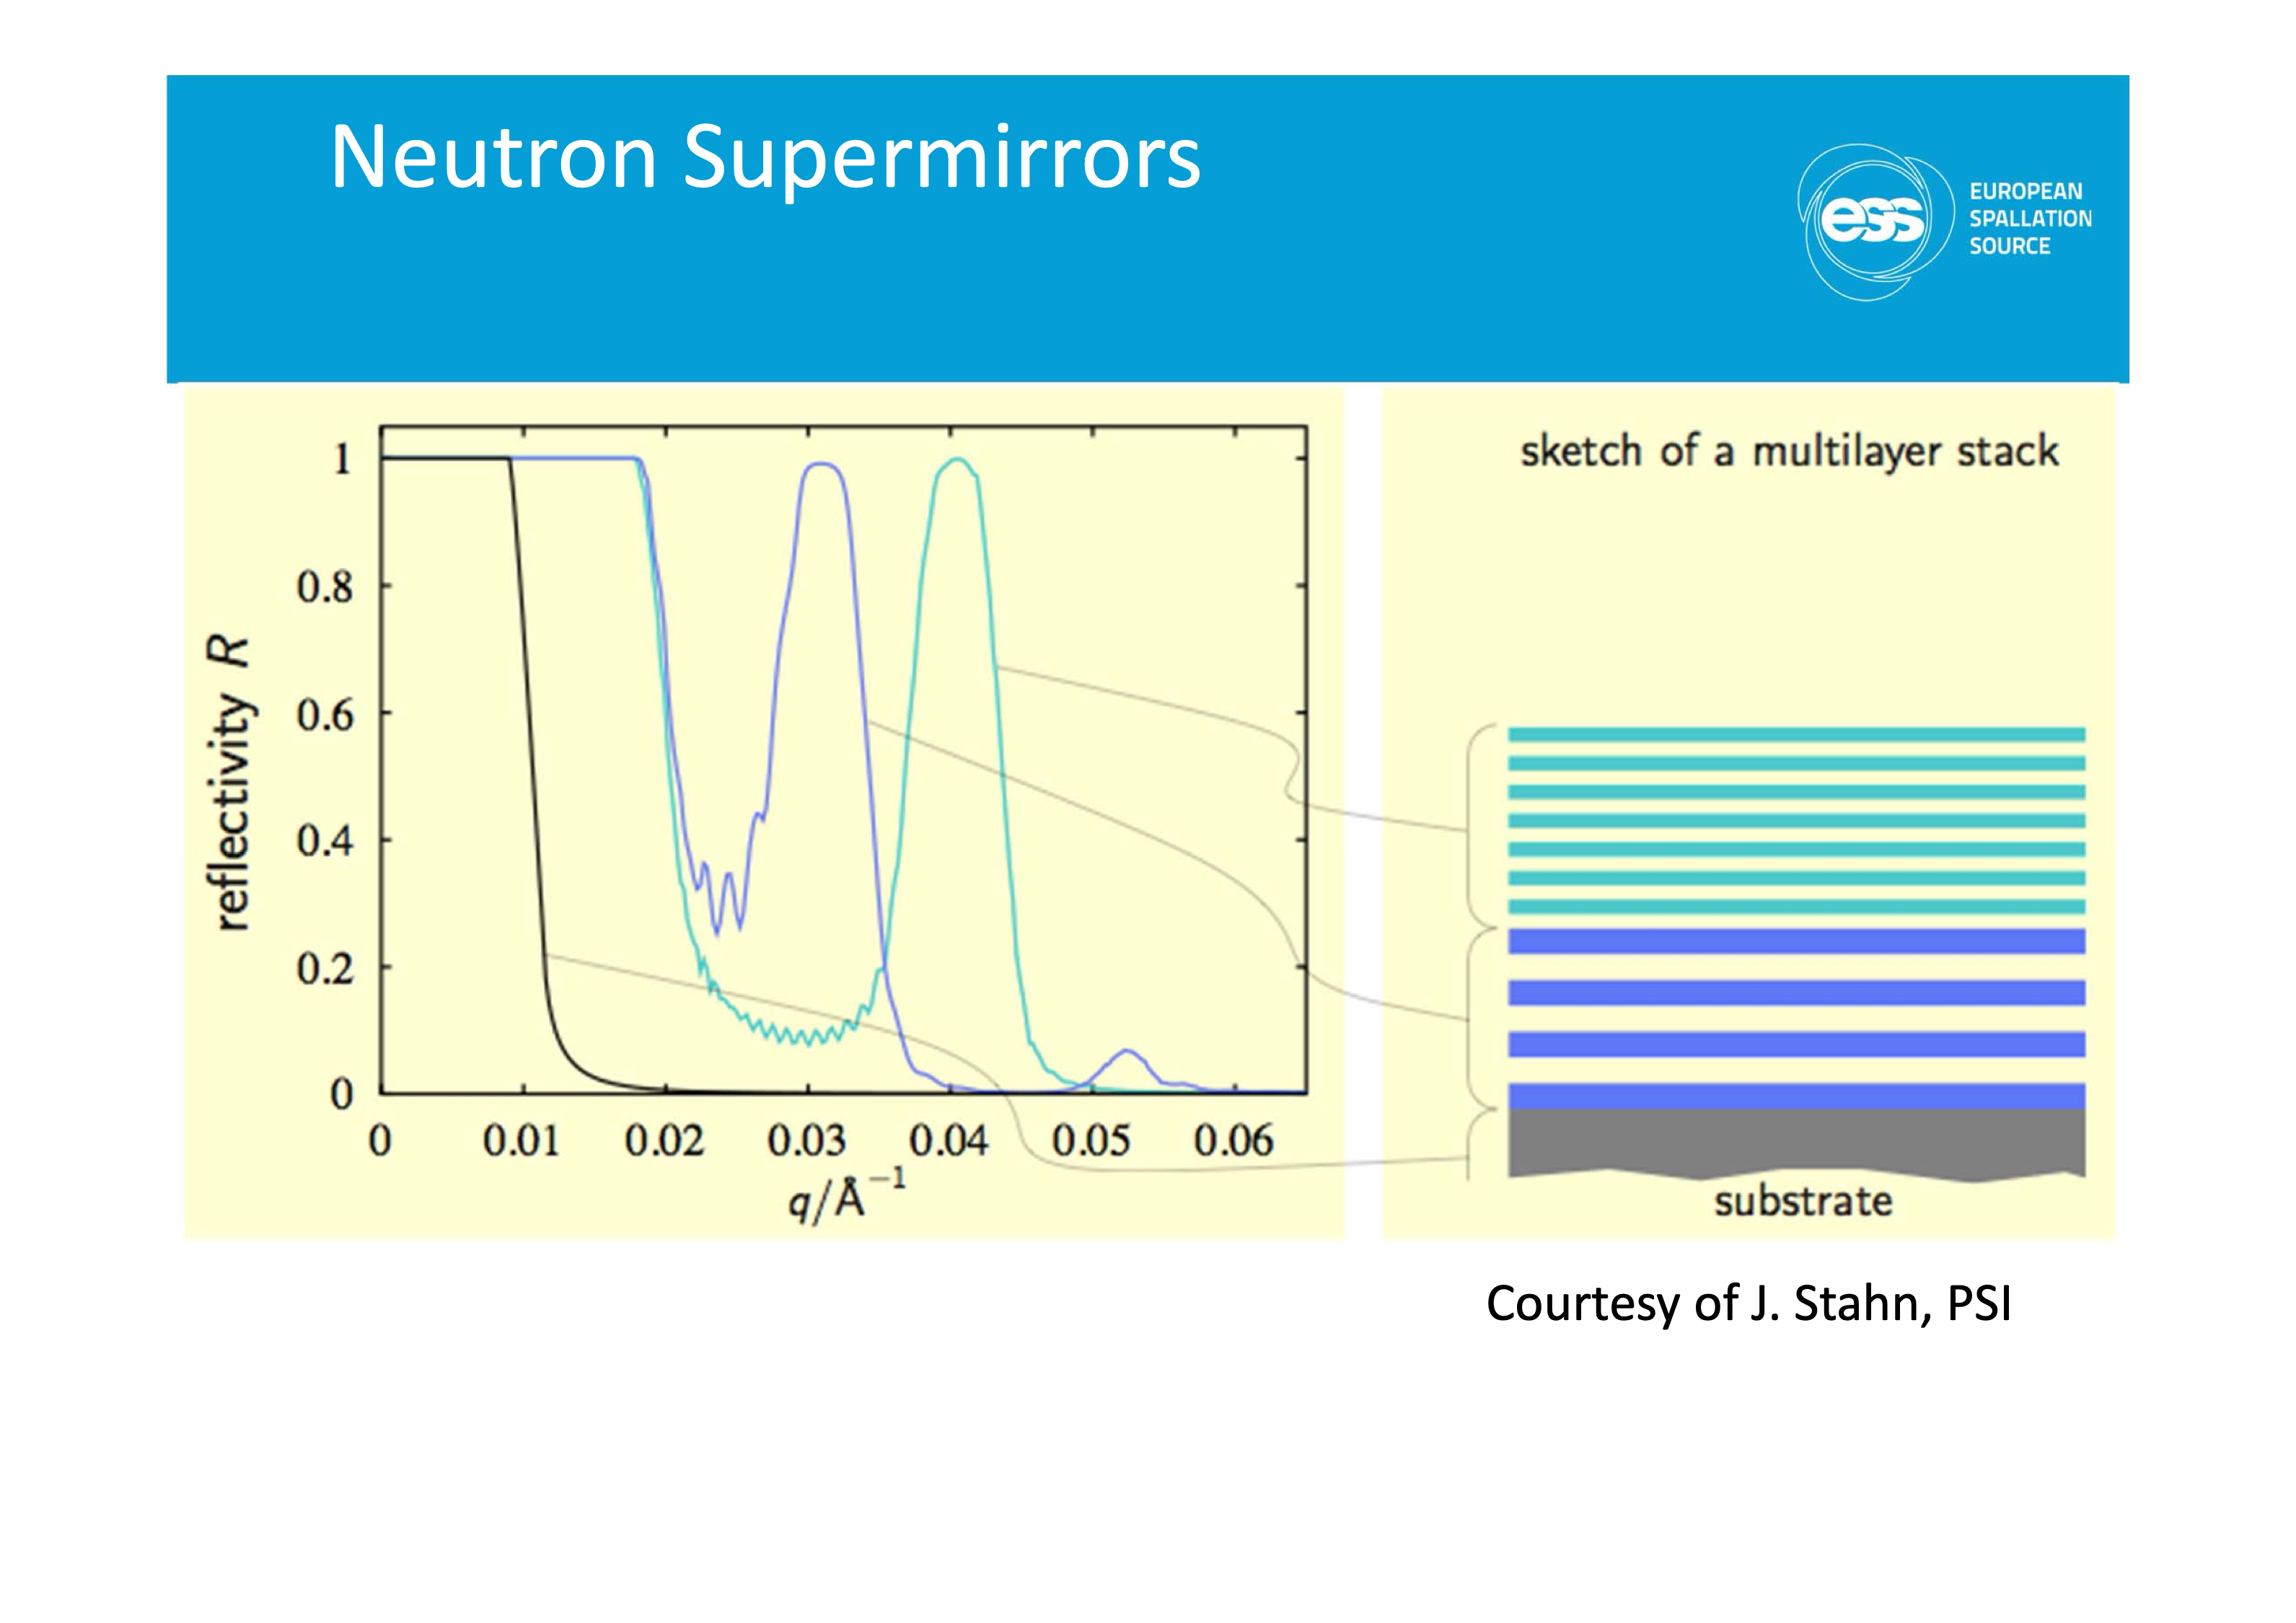 Neutron Supermirrors
ess
EUROPEAN
SPALLATION
SOURCE
sketch of a multilayer stack
1
0.8
0.6
0.4
0.2
0
reflectivity R
0 0.01 0.02 0.03 0.04 0.05 0.06
q/Å⁻¹
substrate
Courtesy of J. Stahn, PSI